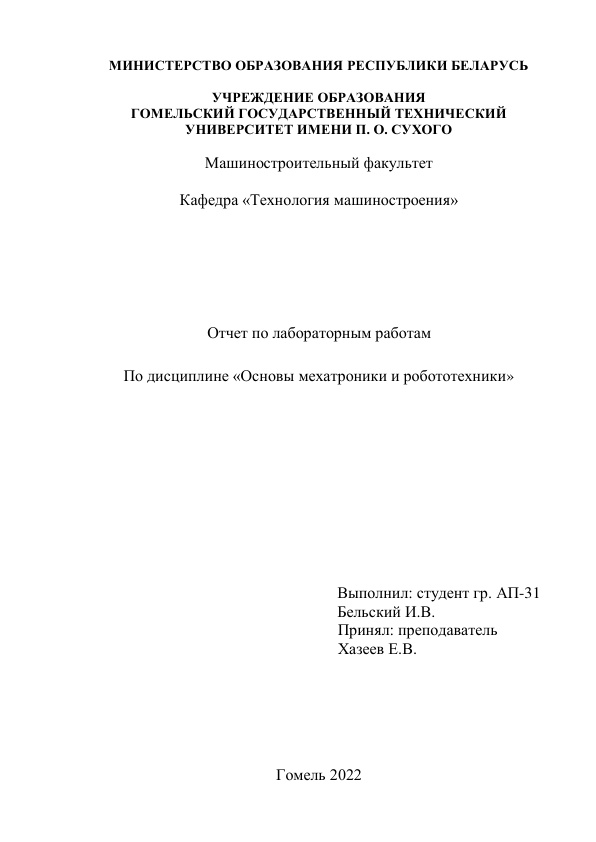 МИНИСТЕРСТВО ОБРАЗОВАНИЯ РЕСПУБЛИКИ БЕЛАРУСЬ
УЧРЕЖДЕНИЕ ОБРАЗОВАНИЯ
ГОМЕЛЬСКИЙ ГОСУДАРСТВЕННЫЙ ТЕХНИЧЕСКИЙ
УНИВЕРСИТЕТ ИМЕНИ П. О. СУХОГО
Машиностроительный факультет
Кафедра «Технология машиностроения»
Отчет по лабораторным работам
По дисциплине «Основы мехатроники и робототехники»
Выполнил: студент гр. АП-31
Бельский И.В.
Принял: преподаватель
Хазеев Е.В.
Гомель 2022